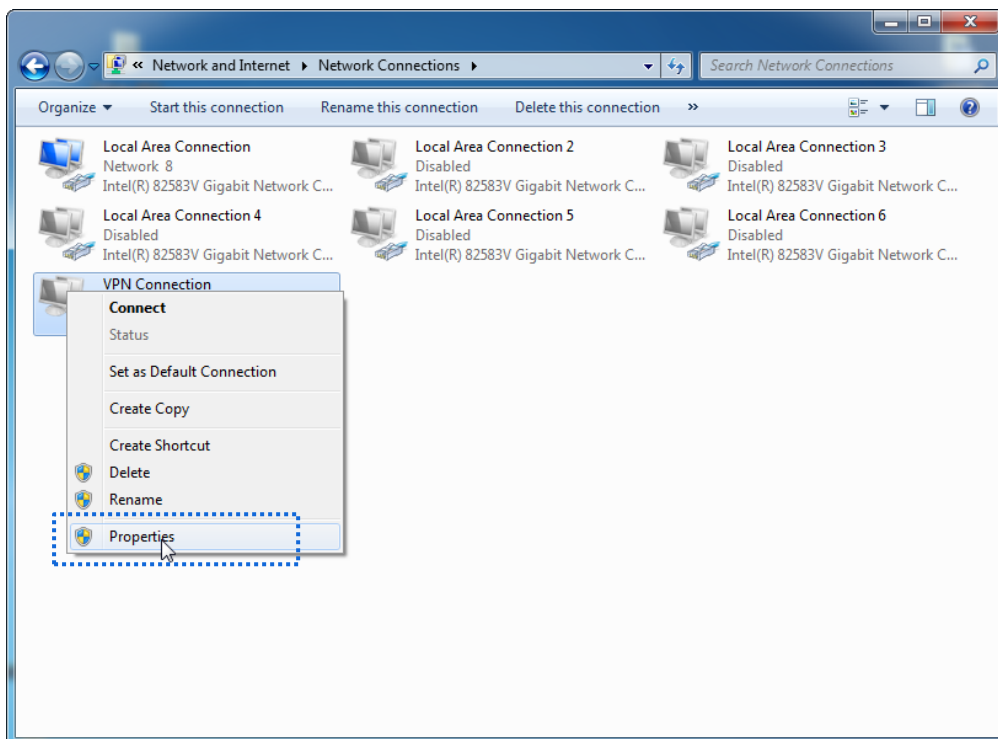 « Network and Internet ▸ Network Connections ▸
Search Network Connections
Organize Start this connection Rename this connection Delete this connection »
Local Area Connection
Network 8
Intel(R) 82583V Gigabit Network C...
Local Area Connection 2
Disabled
Intel(R) 82583V Gigabit Network C...
Local Area Connection 3
Disabled
Intel(R) 82583V Gigabit Network C...
Local Area Connection 4
Disabled
Intel(R) 82583V Gigabit Network C...
Local Area Connection 5
Disabled
Intel(R) 82583V Gigabit Network C...
Local Area Connection 6
Disabled
Intel(R) 82583V Gigabit Network C...
VPN Connection
Connect
Status
Set as Default Connection
Create Copy
Create Shortcut
Delete
Rename
Properties